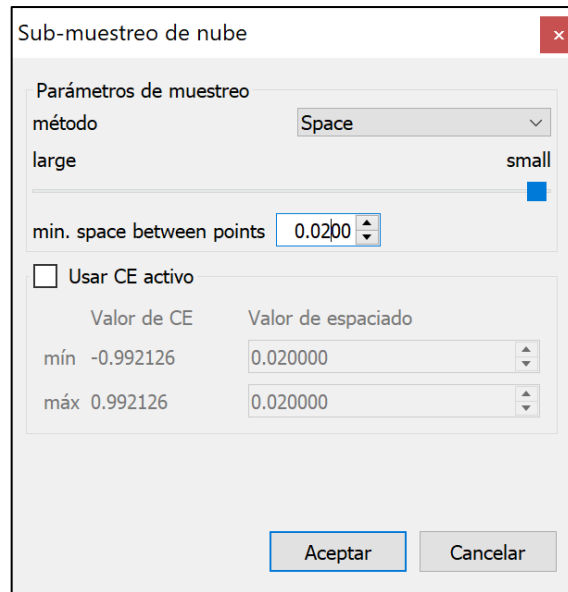 Sub-muestreo de nube
Parámetros de muestreo
método Space
large small
min. space between points 0.0200
Usar CE activo
Valor de CE Valor de espaciado
mín -0.992126 0.020000
máx 0.992126 0.020000
Aceptar Cancelar